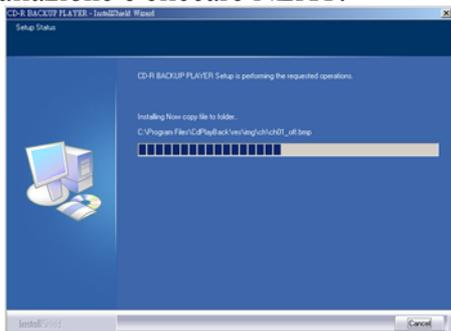 CD-R BACKUP PLAYER - InstallShield Wizard
Setup Status
CD-R BACKUP PLAYER Setup is performing the requested operations.
Installing Now copy file to folder..
C:\Program Files\CdPlayBack\res\img\ch\ch01_off.bmp
InstallShield
Cancel